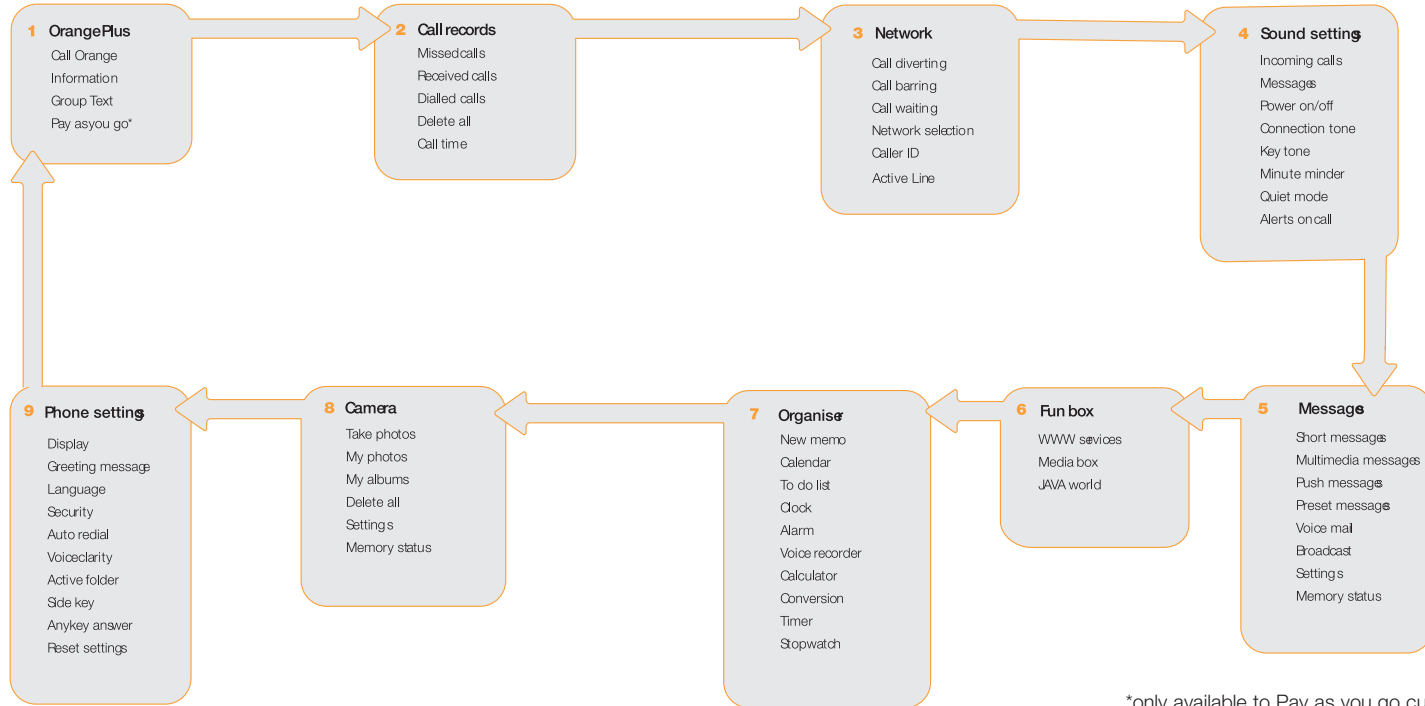 1 OrangePlus
Call Orange
Information
Group Text
Pay as you go*
2 Call records
Missed calls
Received calls
Dialled calls
Delete all
Call time
3 Network
Call diverting
Call barring
Call waiting
Network selection
Caller ID
Active Line
4 Sound settings
Incoming calls
Messages
Power on/off
Connection tone
Key tone
Minute minder
Quiet mode
Alerts on call
5 Messages
Short messages
Multimedia messages
Push messages
Preset messages
Voice mail
Broadcast
Settings
Memory status
6 Fun box
WWW services
Media box
JAVA world
7 Organiser
New memo
Calendar
To do list
Clock
Alarm
Voice recorder
Calculator
Conversion
Timer
Stopwatch
8 Camera
Take photos
My photos
My albums
Delete all
Settings
Memory status
9 Phone settings
Display
Greeting message
Language
Security
Auto redial
Voice clarity
Active folder
Side key
Anykey answer
Reset settings
*only available to Pay as you go